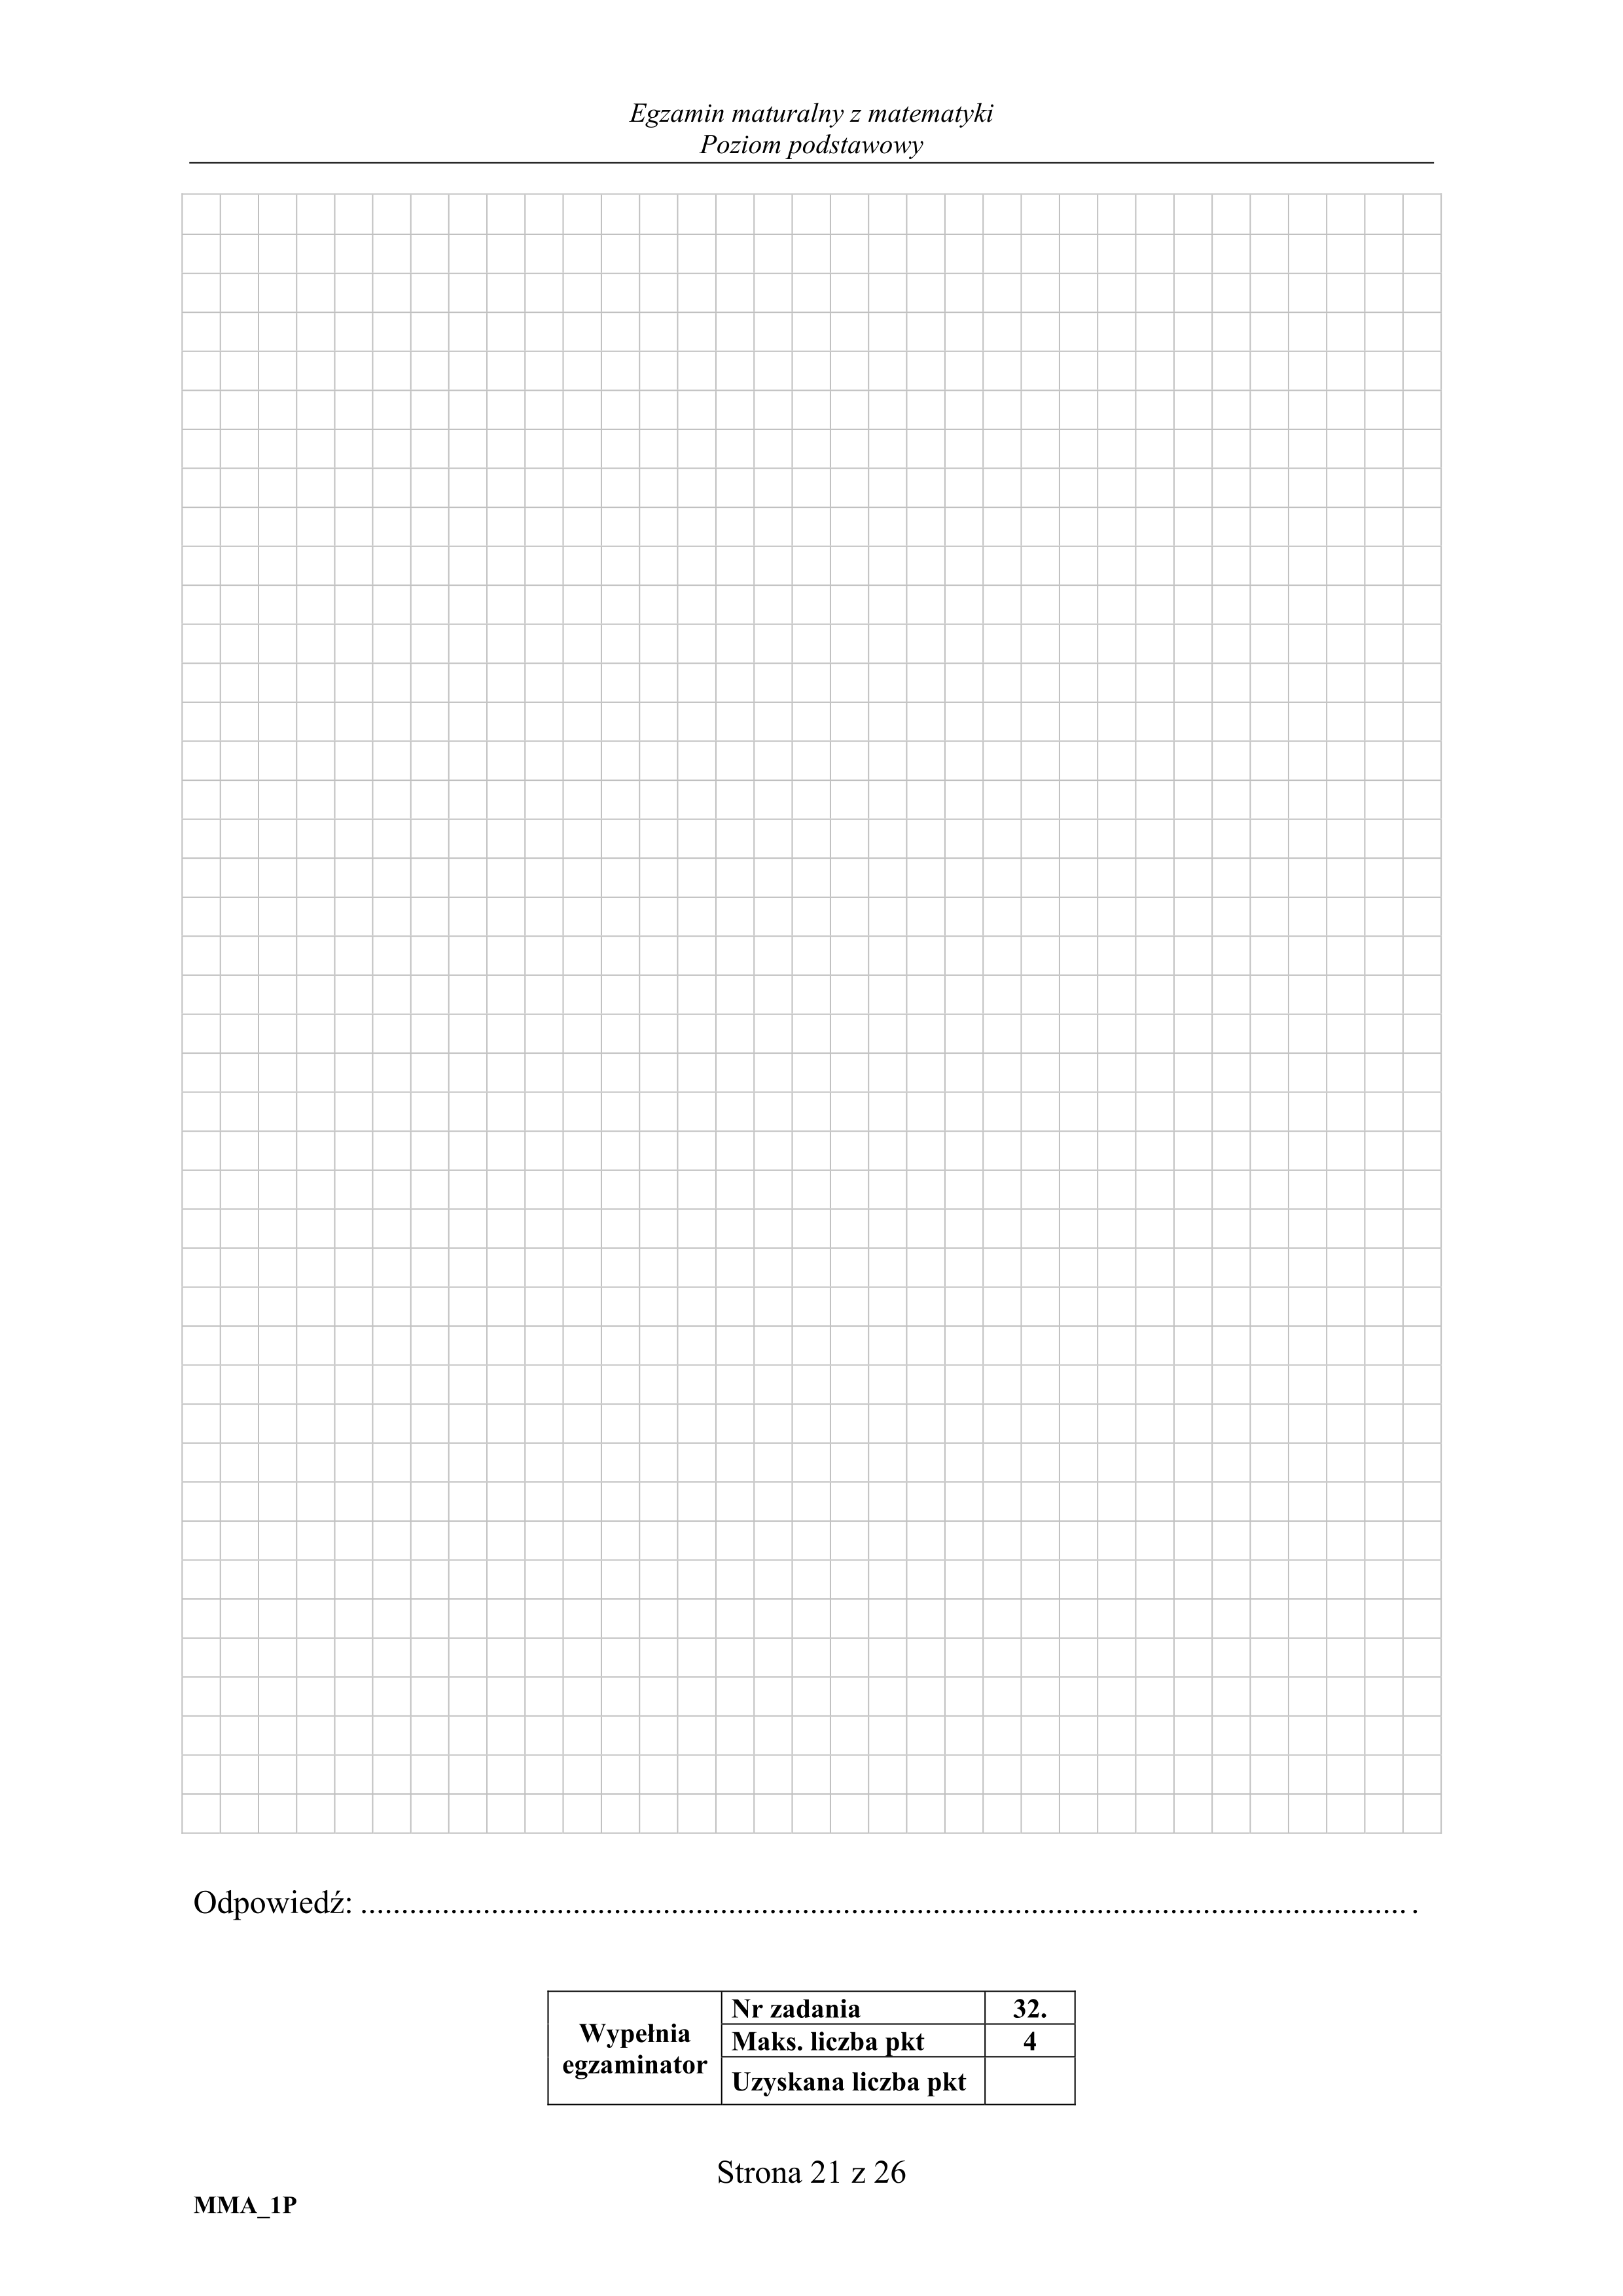 Egzamin maturalny z matematyki
Poziom podstawowy
Odpowiedź: ................................................................................................................................ .
Wypełnia
egzaminator
Nr zadania
32.
Maks. liczba pkt
4
Uzyskana liczba pkt
Strona 21 z 26
MMA_1P